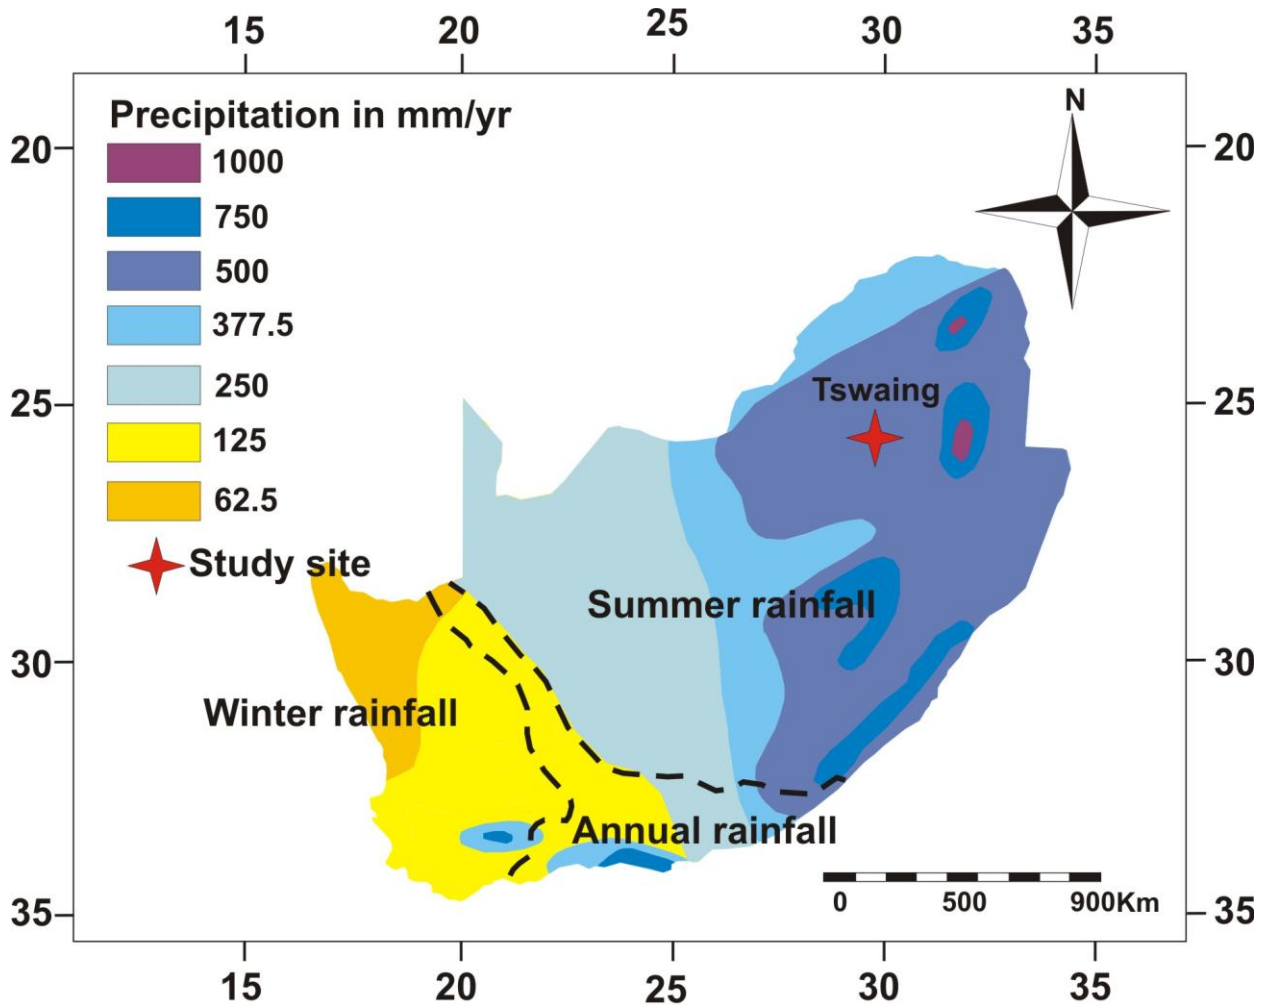 15 20 25 30 35
N
Precipitation in mm/yr
1000
20 20
750
500
377.5
250
Tswaing
25 25
125
62.5
Study site
Summer rainfall
30 30
Winter rainfall
Annual rainfall
0 500 900Km
35 35
15 20 25 30 35